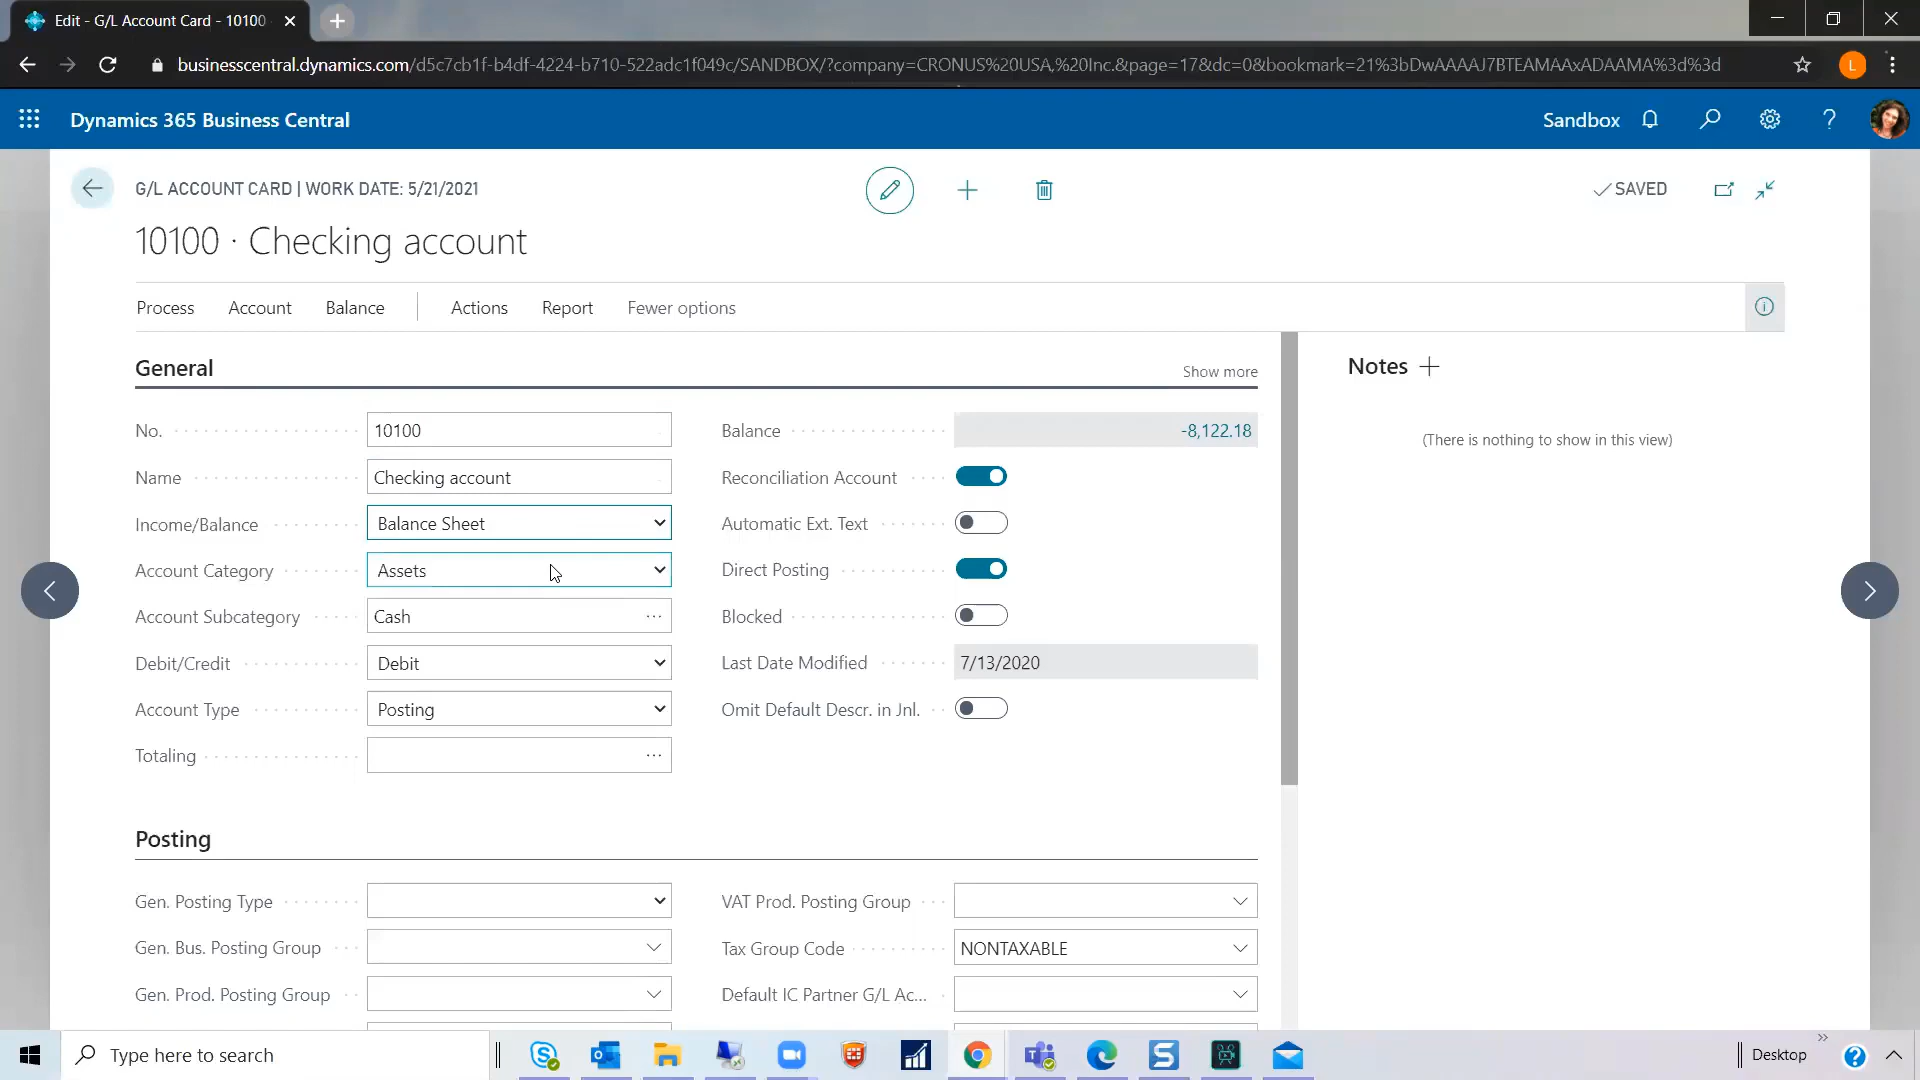 Edit - G/L Account Card - 10100
businesscentral.dynamics.com/d5c7cb1f-b4df-4224-b710-522adc1f049c/SANDBOX/?company=CRONUS%20USA,%20Inc.&page=17&dc=0&bookmark=21%3bDwAAAAJ7BTEAMAAxADAAMA%3d%3d
L
Dynamics 365 Business Central
Sandbox
G/L ACCOUNT CARD | WORK DATE: 5/21/2021
SAVED
10100 · Checking account
Process Account Balance Actions Report Fewer options
General
Show more
Notes
(There is nothing to show in this view)
No. 10100
Balance -8,122.18
Name Checking account
Reconciliation Account
Income/Balance Balance Sheet
Automatic Ext. Text
Account Category Assets
Direct Posting
Account Subcategory Cash ...
Blocked
Debit/Credit Debit
Last Date Modified 7/13/2020
Account Type Posting
Omit Default Descr. in Jnl.
Totaling ...
Posting
Gen. Posting Type
VAT Prod. Posting Group
Gen. Bus. Posting Group
Tax Group Code NONTAXABLE
Gen. Prod. Posting Group
Default IC Partner G/L Ac...
Type here to search
Desktop